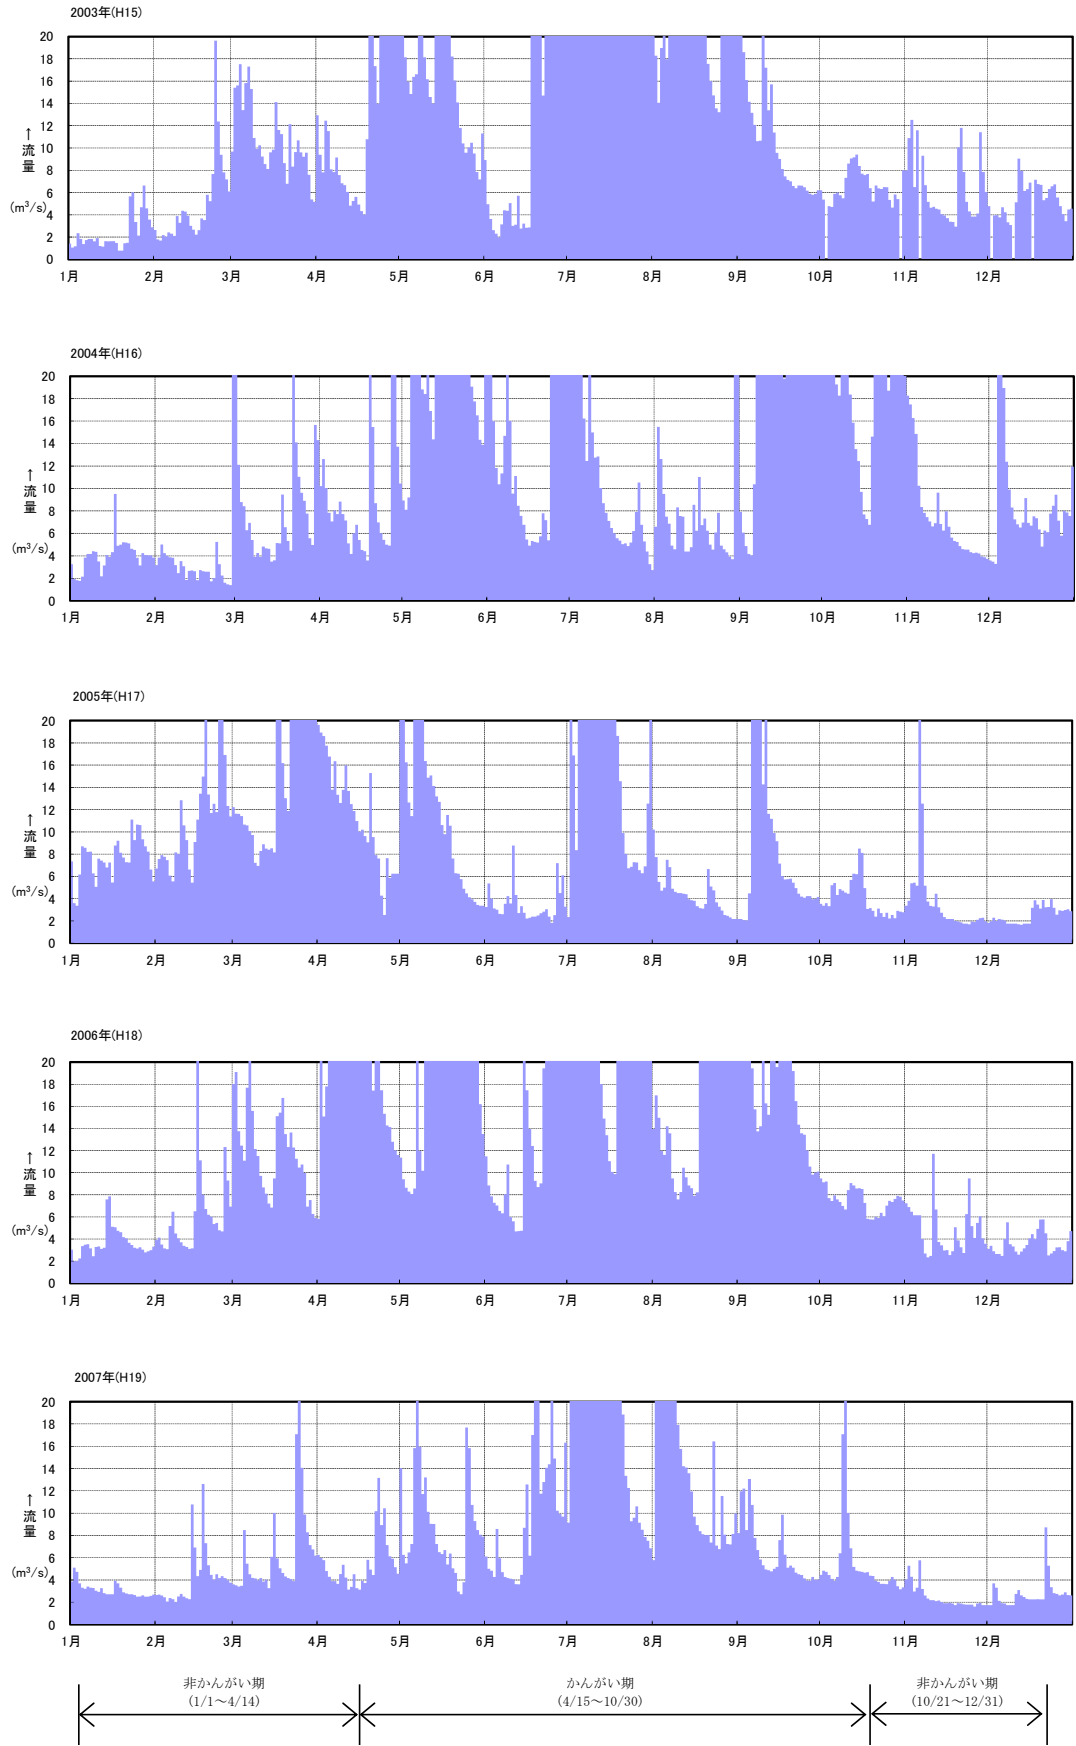 2003年(H15)
20
18
16
14
12
10
8
6
4
2
0
↑
流
量
(m³/s)
1月 2月 3月 4月 5月 6月 7月 8月 9月 10月 11月 12月
2004年(H16)
20
18
16
14
12
10
8
6
4
2
0
↑
流
量
(m³/s)
1月 2月 3月 4月 5月 6月 7月 8月 9月 10月 11月 12月
2005年(H17)
20
18
16
14
12
10
8
6
4
2
0
↑
流
量
(m³/s)
1月 2月 3月 4月 5月 6月 7月 8月 9月 10月 11月 12月
2006年(H18)
20
18
16
14
12
10
8
6
4
2
0
↑
流
量
(m³/s)
1月 2月 3月 4月 5月 6月 7月 8月 9月 10月 11月 12月
2007年(H19)
20
18
16
14
12
10
8
6
4
2
0
↑
流
量
(m³/s)
1月 2月 3月 4月 5月 6月 7月 8月 9月 10月 11月 12月
非かんがい期 かんがい期 非かんがい期
(1/1～4/14) (4/15～10/30) (10/21～12/31)